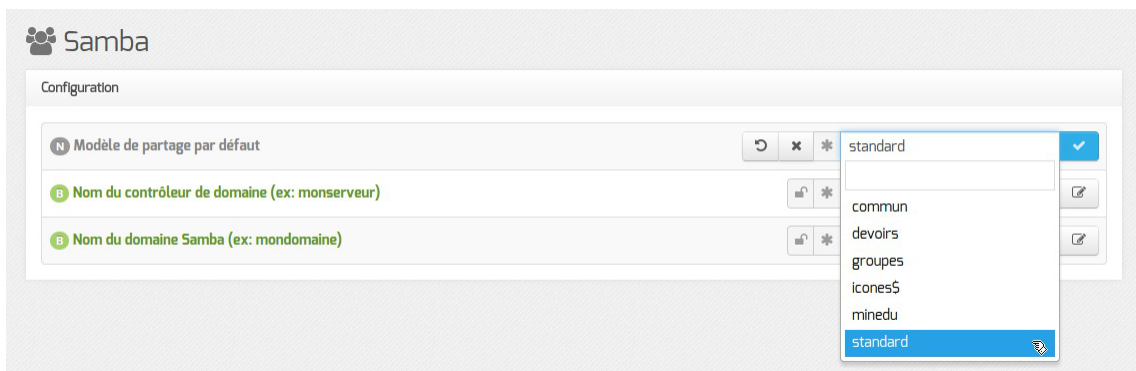 Samba
Configuration
N Modèle de partage par défaut
standard
B Nom du contrôleur de domaine (ex: monserveur)
B Nom du domaine Samba (ex: mondomaine)
commun
devoirs
groupes
icones$
minedu
standard